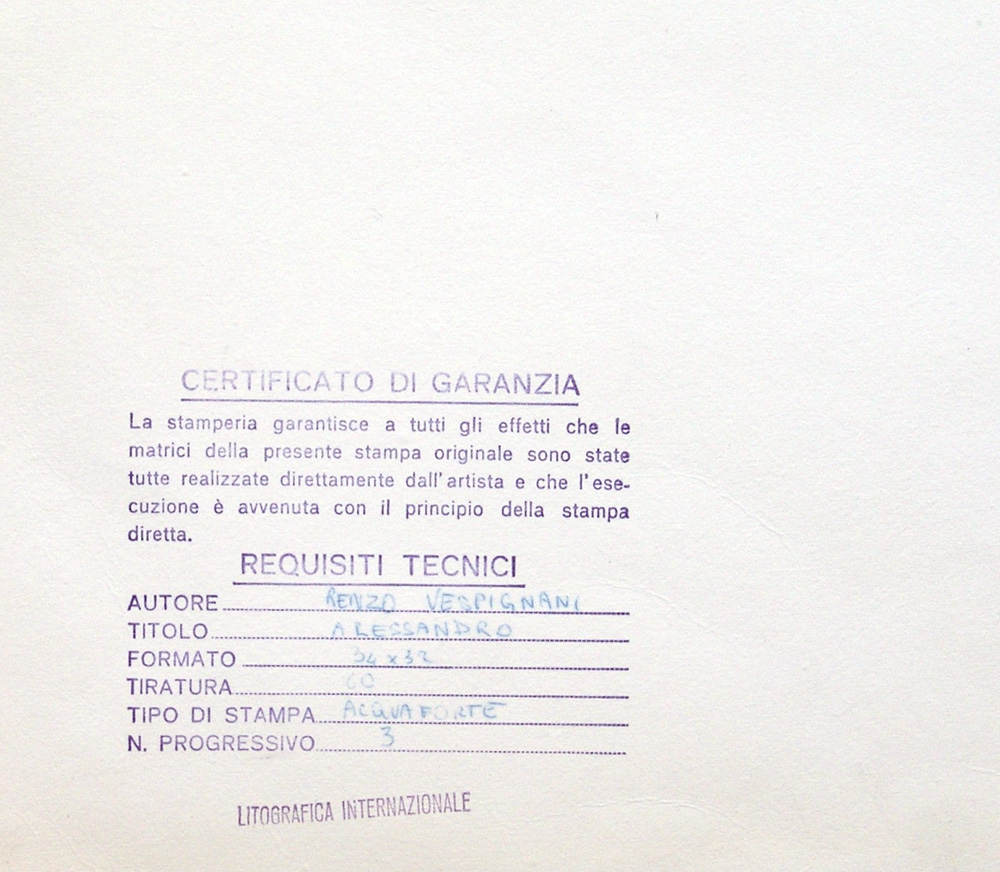 CERTIFICATO DI GARANZIA
La stamperia garantisce a tutti gli effetti che le
matrici della presente stampa originale sono state
tutte realizzate direttamente dall'artista e che l'ese-
cuzione è avvenuta con il principio della stampa
diretta.
REQUISITI TECNICI
AUTORE RENZO VESPIGNANI
TITOLO ALESSANDRO
FORMATO 34x32
TIRATURA 60
TIPO DI STAMPA ACQUAFORTE
N. PROGRESSIVO 3
LITOGRAFICA INTERNAZIONALE